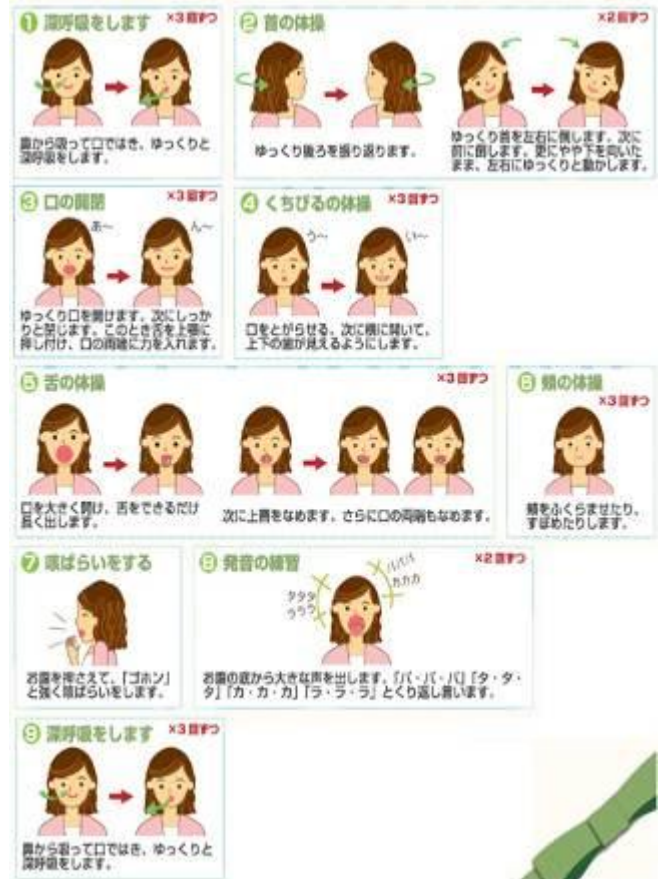 ① 深呼吸をします ×3回ずつ
鼻から吸って口ではき、ゆっくりと
深呼吸をします。
② 首の体操 ×2回ずつ
ゆっくり後ろを振り返ります。
ゆっくり首を左右に倒します。次に
前に倒します。更にやや下を向いた
まま、左右にゆっくりと動かします。
③ 口の開閉 ×3回ずつ
あ〜
ん〜
ゆっくり口を開けます。次にしっか
りと閉じます。このとき舌を上顎に
押し付け、口の両端に力を入れます。
④ くちびるの体操 ×3回ずつ
う〜
い〜
口をとがらせる。次に横に開いて、
上下の歯が見えるようにします。
⑤ 舌の体操 ×3回ずつ
口を大きく開け、舌をできるだけ
長く出します。
次に上唇をなめます。さらに口の両端もなめます。
⑥ 頬の体操
×3回ずつ
頬をふくらませたり、
すぼめたりします。
⑦ 咳ばらいをする
お腹を押さえて、「ゴホン」
と強く咳ばらいをします。
⑧ 発音の練習 ×2回ずつ
パパパ
カカカ
タタタ
ラララ
お腹の底から大きな声を出します。「パ・パ・パ」「タ・タ・
タ」「カ・カ・カ」「ラ・ラ・ラ」とくり返し言います。
⑨ 深呼吸をします ×3回ずつ
鼻から吸って口ではき、ゆっくりと
深呼吸をします。